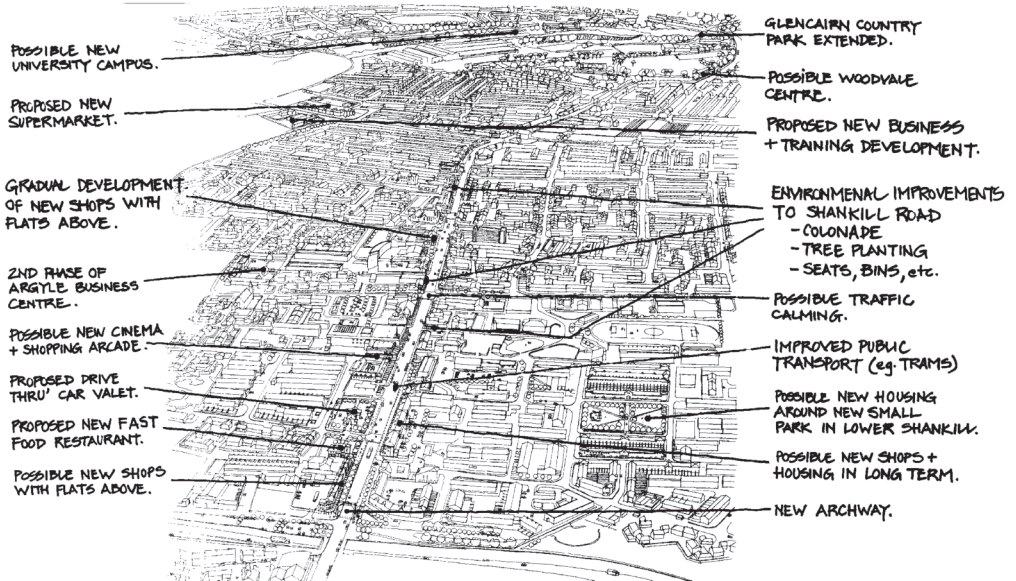 POSSIBLE NEW
UNIVERSITY CAMPUS.
PROPOSED NEW
SUPERMARKET.
GRADUAL DEVELOPMENT
OF NEW SHOPS WITH
FLATS ABOVE.
2ND PHASE OF
ARGYLE BUSINESS
CENTRE.
POSSIBLE NEW CINEMA
+ SHOPPING ARCADE.
PROPOSED DRIVE
THRU' CAR VALET.
PROPOSED NEW FAST
FOOD RESTAURANT.
POSSIBLE NEW SHOPS
WITH FLATS ABOVE.
GLENCAIRN COUNTRY
PARK EXTENDED.
POSSIBLE WOODVALE
CENTRE.
PROPOSED NEW BUSINESS
+ TRAINING DEVELOPMENT.
ENVIRONMENAL IMPROVEMENTS
TO SHANKILL ROAD
- COLONADE
- TREE PLANTING
- SEATS, BINS, etc.
POSSIBLE TRAFFIC
CALMING.
IMPROVED PUBLIC
TRANSPORT (eg. TRAMS)
POSSIBLE NEW HOUSING
AROUND NEW SMALL
PARK IN LOWER SHANKILL.
POSSIBLE NEW SHOPS +
HOUSING IN LONG TERM.
NEW ARCHWAY.